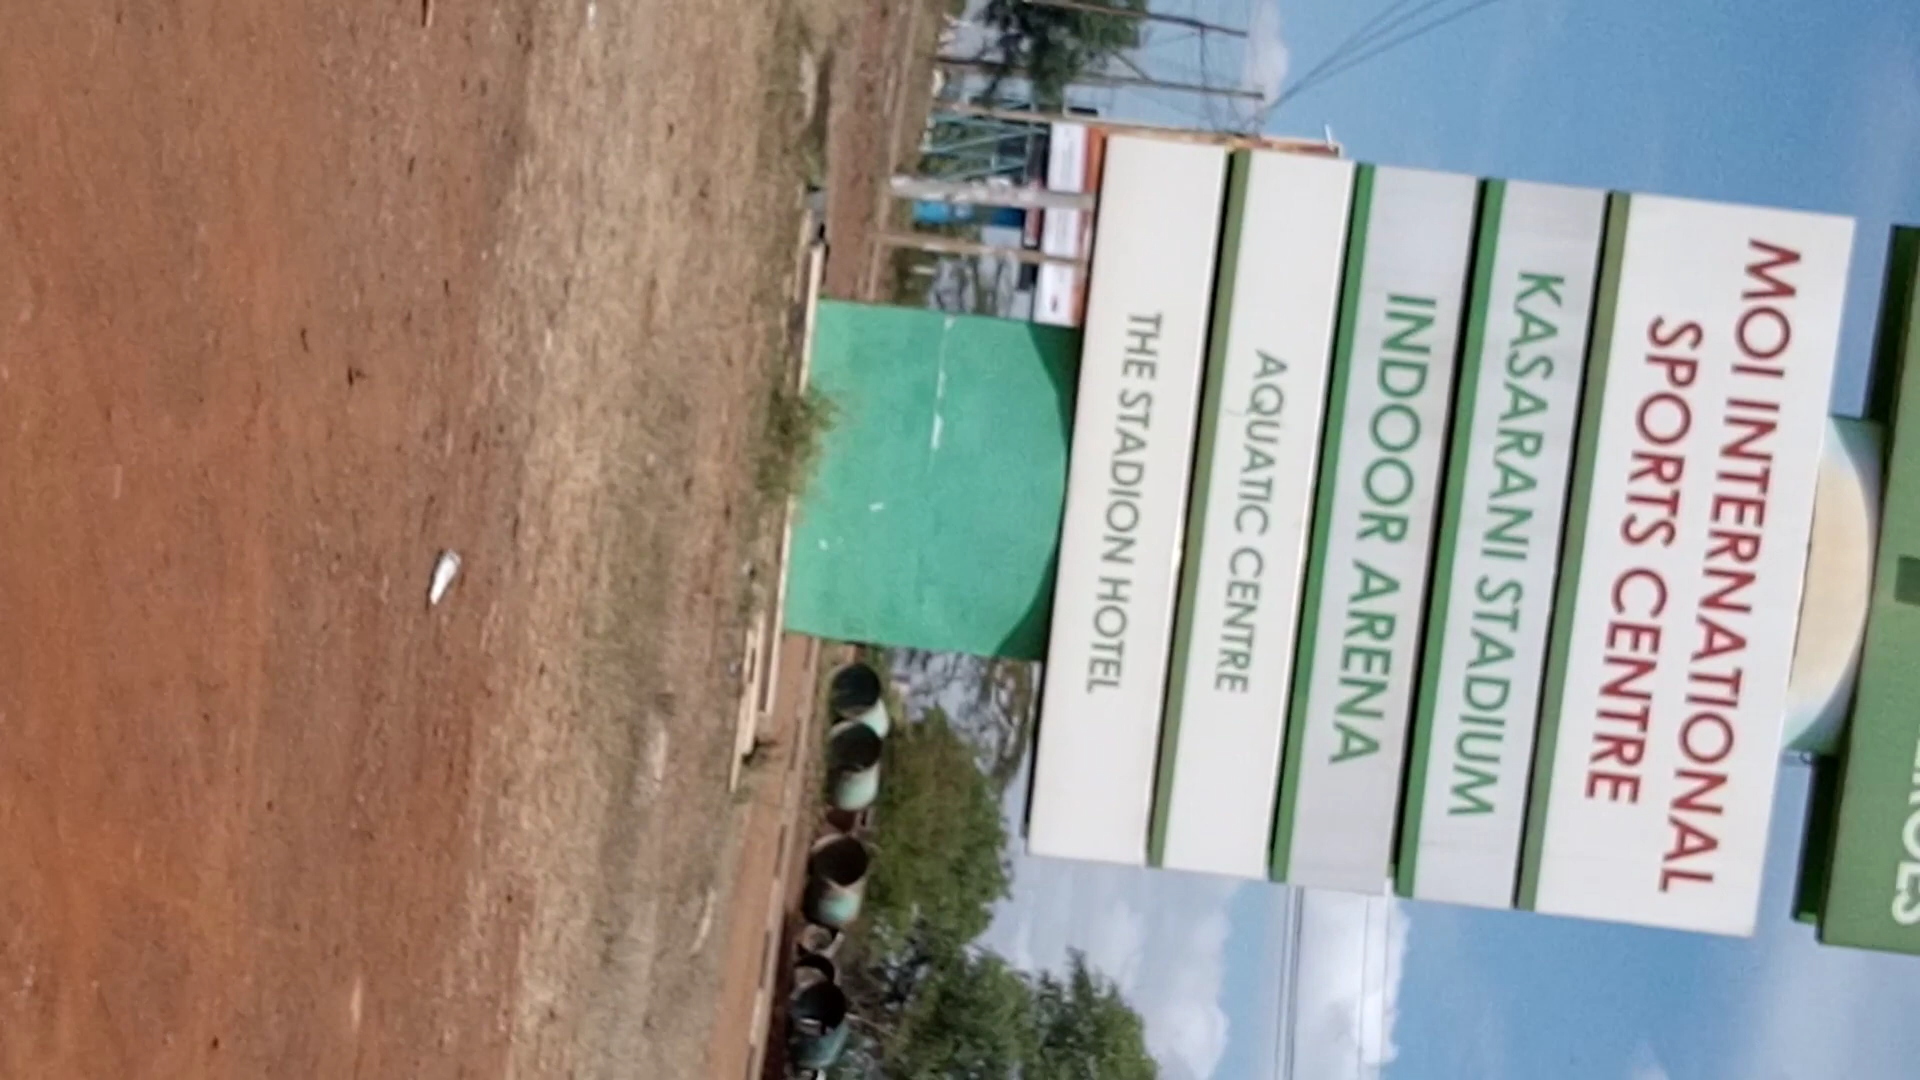 MOI INTERNATIONAL
SPORTS CENTRE
KASARANI STADIUM
INDOOR ARENA
AQUATIC CENTRE
THE STADION HOTEL